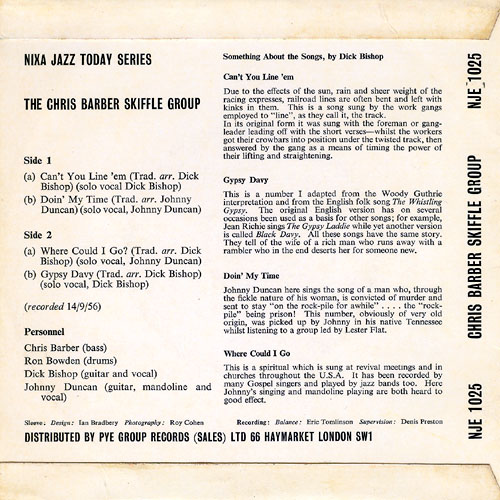 NIXA JAZZ TODAY SERIES
THE CHRIS BARBER SKIFFLE GROUP
Side 1
(a) Can't You Line 'em (Trad. arr. Dick
Bishop) (solo vocal Dick Bishop)
(b) Doin' My Time (Trad. arr. Johnny
Duncan) (solo vocal, Johnny Duncan)
Side 2
(a) Where Could I Go? (Trad. arr. Dick
Bishop) (solo vocal, Johnny Duncan)
(b) Gypsy Davy (Trad. arr. Dick Bishop)
(solo vocal, Dick Bishop)
(recorded 14/9/56)
Personnel
Chris Barber (bass)
Ron Bowden (drums)
Dick Bishop (guitar and vocal)
Johnny Duncan (guitar, mandoline and
vocal)
Something About the Songs, by Dick Bishop
Can't You Line 'em
Due to the effects of the sun, rain and sheer weight of the
racing expresses, railroad lines are often bent and left with
kinks in them. This is a song sung by the work gangs
employed to "line", as they call it, the track.
In its original form it was sung with the foreman or gang-
leader leading off with the short verses—whilst the workers
got their crowbars into position under the twisted track, then
answered by the gang as a means of timing the power of
their lifting and straightening.
Gypsy Davy
This is a number I adapted from the Woody Guthrie
interpretation and from the English folk song The Whistling
Gypsy. The original English version has on several
occasions been used as a basis for other songs; for example,
Jean Richie sings The Gypsy Laddie while yet another version
is called Black Davy. All these songs have the same story.
They tell of the wife of a rich man who runs away with a
rambler who in the end deserts her for someone new.
Doin' My Time
Johnny Duncan here sings the song of a man who, through
the fickle nature of his woman, is convicted of murder and
sent to stay "on the rock-pile for awhile" . . . . the "rock-
pile" being prison! This number, obviously of very old
origin, was picked up by Johnny in his native Tennessee
whilst listening to a group led by Lester Flat.
Where Could I Go
This is a spiritual which is sung at revival meetings and in
churches throughout the U.S.A. It has been recorded by
many Gospel singers and played by jazz bands too. Here
Johnny's singing and mandoline playing are both heard to
good effect.
Sleeve: Design: Ian Bradbery Photography: Roy Cohen Recording: Balance: Eric Tomlinson Supervision: Denis Preston
DISTRIBUTED BY PYE GROUP RECORDS (SALES) LTD 66 HAYMARKET LONDON SW1
NJE 1025 CHRIS BARBER SKIFFLE GROUP NJE 1025